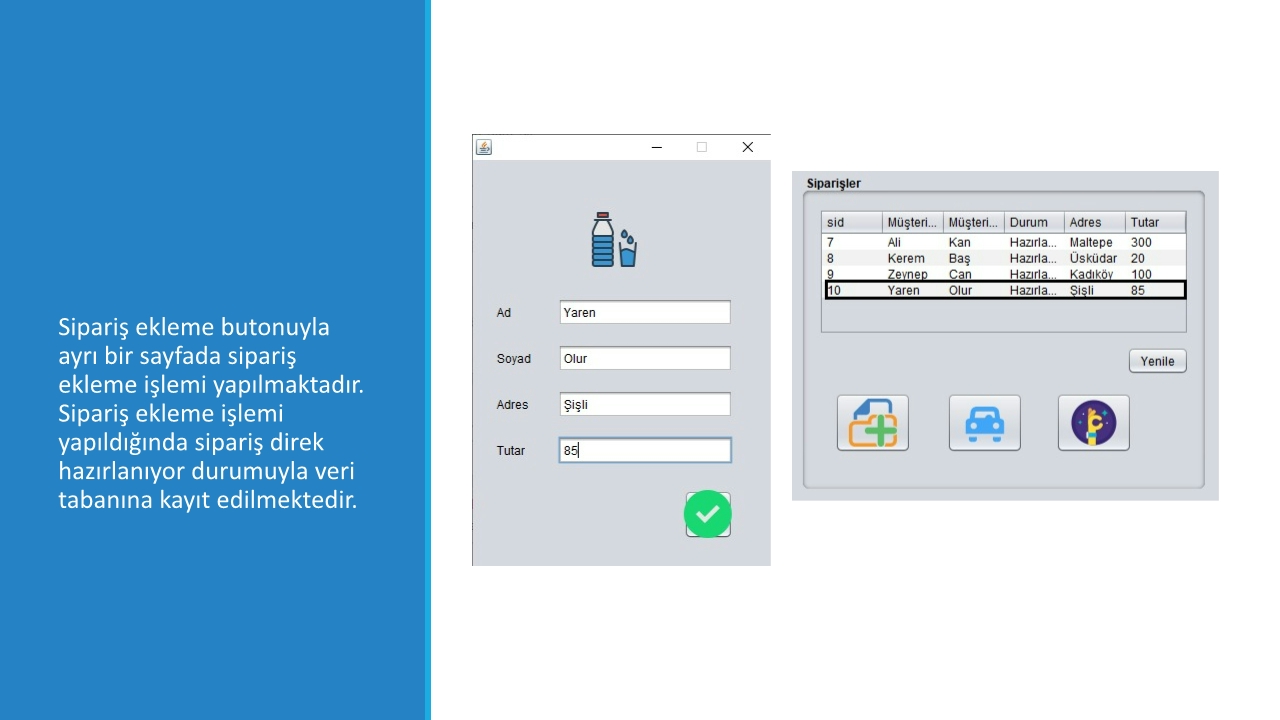 Sipariş ekleme butonuyla
ayrı bir sayfada sipariş
ekleme işlemi yapılmaktadır.
Sipariş ekleme işlemi
yapıldığında sipariş direk
hazırlanıyor durumuyla veri
tabanına kayıt edilmektedir.
Ad Yaren
Soyad Olur
Adres Şişli
Tutar 85
Siparişler
sid Müşteri... Müşteri... Durum Adres Tutar
7 Ali Kan Hazırla... Maltepe 300
8 Kerem Baş Hazırla... Üsküdar 20
9 Zeynep Can Hazırla... Kadıköy 100
10 Yaren Olur Hazırla... Şişli 85
Yenile